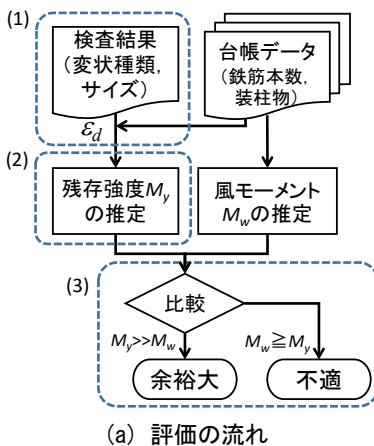 (1)
検査結果
(変状種類,
サイズ)
台帳データ
(鉄筋本数,
装柱物)
ε_d
(2)
残存強度M_y
の推定
風モーメント
M_wの推定
(3)
比較
M_y>>M_w
M_w≧M_y
余裕大
不適
(a) 評価の流れ